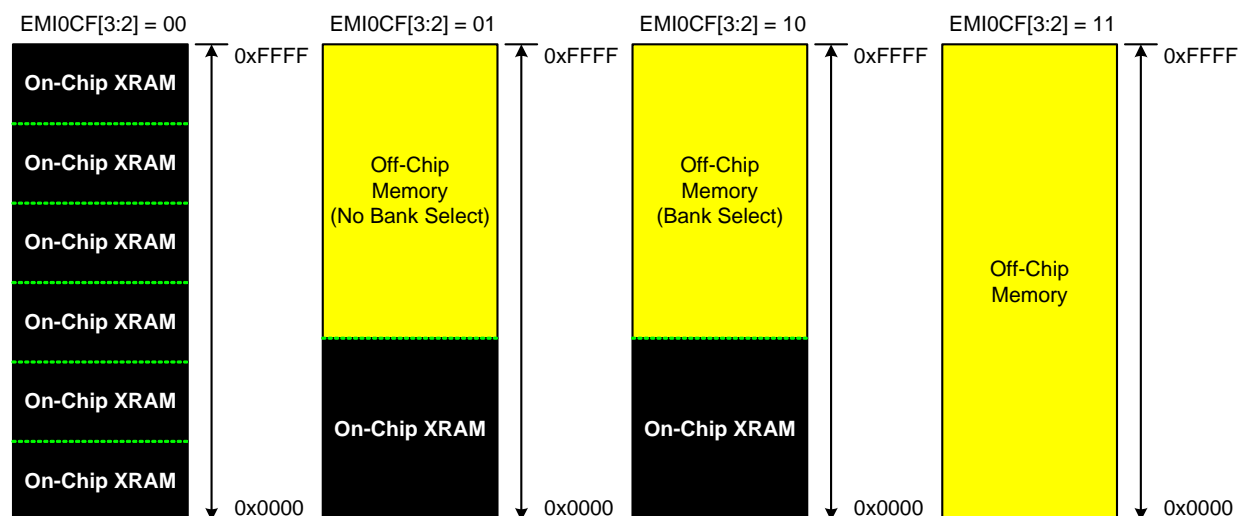 EMI0CF[3:2] = 00
On-Chip XRAM
On-Chip XRAM
On-Chip XRAM
On-Chip XRAM
On-Chip XRAM
On-Chip XRAM
0xFFFF
0x0000
EMI0CF[3:2] = 01
Off-Chip
Memory
(No Bank Select)
On-Chip XRAM
0xFFFF
0x0000
EMI0CF[3:2] = 10
Off-Chip
Memory
(Bank Select)
On-Chip XRAM
0xFFFF
0x0000
EMI0CF[3:2] = 11
Off-Chip
Memory
0xFFFF
0x0000